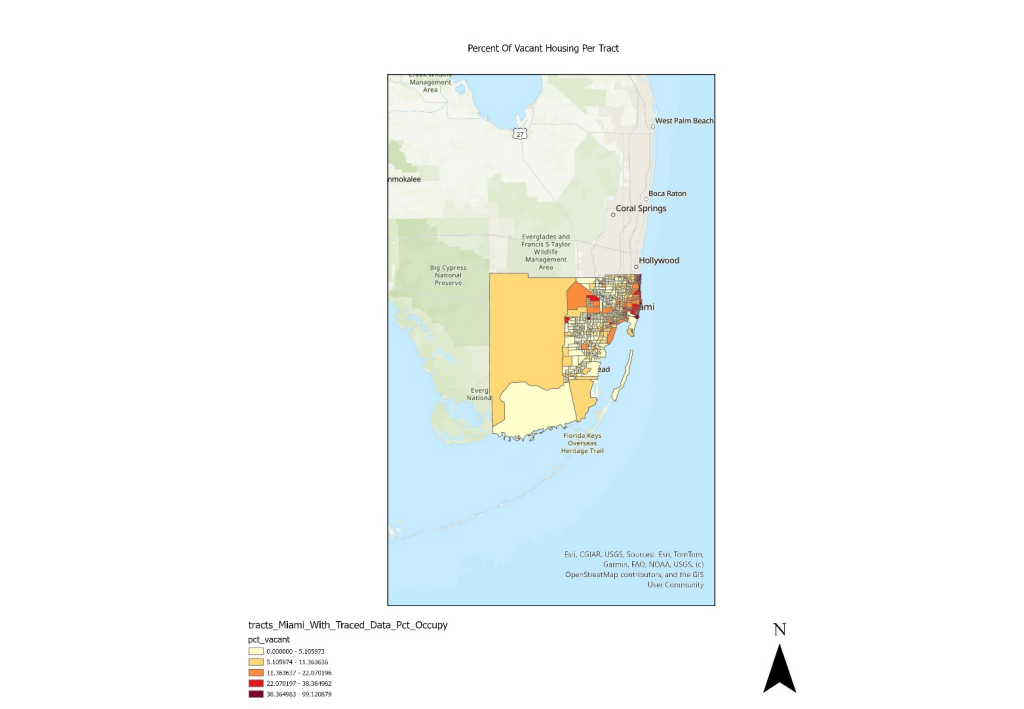 Percent Of Vacant Housing Per Tract
Management
Area
27
West Palm Beach
nmokalee
Boca Raton
Coral Springs
Everglades and
Francis S Taylor
Wildlife
Management
Area
Hollywood
Big Cypress
National
Preserve
ami
ead
Everg
Nationa
Florida Keys
Overseas
Heritage Trail
Esri, CGIAR, USGS, Sources: Esri, TomTom,
Garmin, FAO, NOAA, USGS, (c)
OpenStreetMap contributors, and the GIS
User Community
tracts_Miami_With_Traced_Data_Pct_Occupy
pct_vacant
0.000000 - 5.105973
5.105974 - 11.363636
11.363637 - 22.070196
22.070197 - 38.364982
38.364983 - 99.120879
N